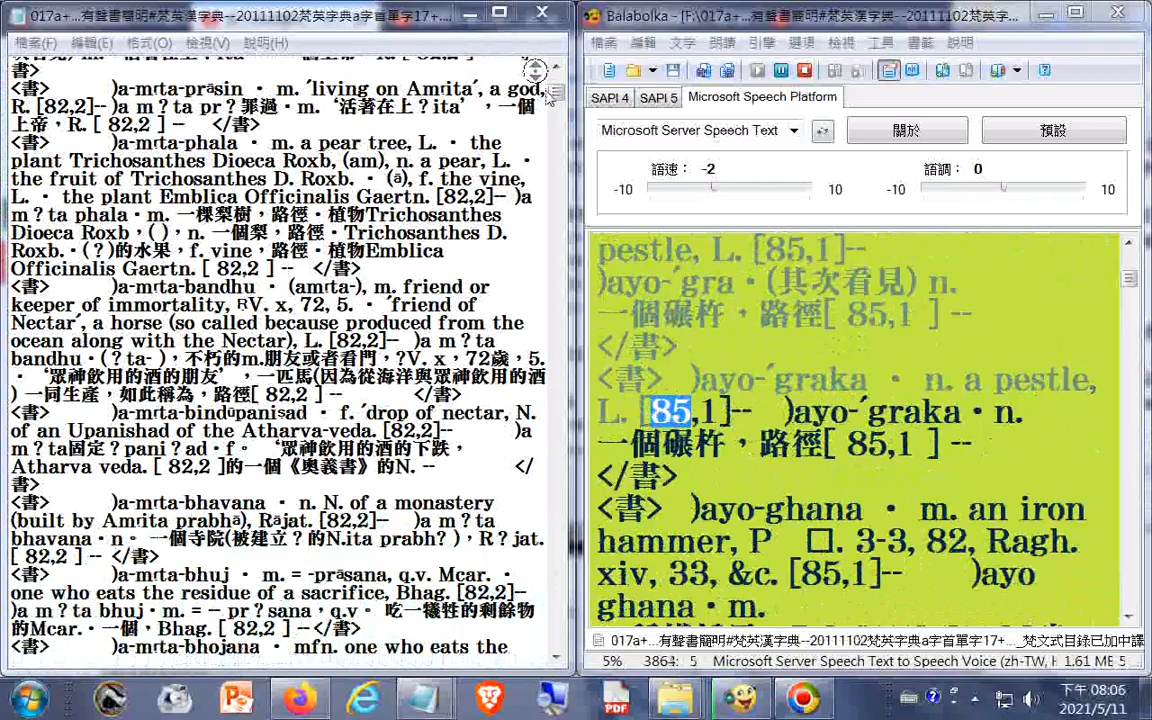 017a+...有聲書簡明#梵英漢字典--20111102梵英字典a字首單字17+...
檔案(F) 編輯(E) 格式(O) 檢視(V) 說明(H)
書>
<書> )a-mṛta-prāsin • m. ´living on Amṛita´, a god,
R. [82,2]-- )a m ? ta pr ? 罪過・m. ‘活著在上 ? ita’，一個
上帝，R. [ 82,2 ] -- </書>
<書> )a-mṛta-phala • m. a pear tree, L. • the
plant Trichosanthes Dioeca Roxb, (am), n. a pear, L. •
the fruit of Trichosanthes D. Roxb. • (ā), f. the vine,
L. • the plant Emblica Officinalis Gaertn. [82,2]-- )a
m ? ta phala・m. 一棵梨樹，路徑・植物Trichosanthes
Dioeca Roxb，( )，n. 一個梨，路徑・Trichosanthes D.
Roxb.・(?)的水果，f. vine，路徑・植物Emblica
Officinalis Gaertn. [ 82,2 ] -- </書>
<書> )a-mṛta-bandhu • (amṛta-), m. friend or
keeper of immortality, RV. x, 72, 5. • ´friend of
Nectar´, a horse (so called because produced from the
ocean along with the Nectar), L. [82,2]-- )a m ? ta
bandhu・( ? ta- )，不朽的m.朋友或者看門，?V. x，72歲，5.
・‘眾神飲用的酒的朋友’，一匹馬(因為從海洋與眾神飲用的酒
) 一同生產，如此稱為，路徑[ 82,2 ] </書>
<書> )a-mṛta-bindūpaniṣad • f. ´drop of nectar, N.
of an Upanishad of the Atharva-veda. [82,2]-- )a
m ? ta固定 ? pani ? ad・f。 ‘眾神飲用的酒的下跌，
Atharva veda. [ 82,2 ]的一個《奧義書》的N. -- </
書>
<書> )a-mṛta-bhavana • n. N. of a monastery
(built by Amṛita prabhā), Rājat. [82,2]-- )a m ? ta
bhavana・n。 一個寺院(被建立 ? 的N.ita prabh ? )，R ? jat.
[ 82,2 ] -- </書>
<書> )a-mṛta-bhuj • m. = -prāsana, q.v. Mcar. •
one who eats the residue of a sacrifice, Bhag. [82,2]--
)a m ? ta bhuj・m. = – pr ? sana, q.v。 吃一犧牲的剩餘物
的Mcar.・一個，Bhag. [ 82,2 ] --</書>
<書> )a-mṛta-bhojana • mfn. one who eats the
Balabolka - [F:\017a+...有聲書簡明#梵英漢字典--20111102梵英字...
檔案 編輯 文字 朗讀 引擎 選項 檢視 工具 書籤 說明
SAPI 4 SAPI 5 Microsoft Speech Platform
Microsoft Server Speech Text 關於 預設
語速： -2 語調： 0
-10 10 -10 10
pestle, L. [85,1]--
)ayo-´gra・(其次看見) n.
一個碾杵，路徑[ 85,1 ] --
</書>
<書> )ayo-´graka • n. a pestle,
L. [85,1]-- )ayo-´graka・n.
一個碾杵，路徑[ 85,1 ] --
</書>
<書> )ayo-ghana • m. an iron
hammer, P □. 3-3, 82, Ragh.
xiv, 33, &c. [85,1]-- )ayo
ghana・m.
017a+...有聲書簡明#梵英漢字典--20111102梵英字典a字首單字17+..._梵文式目錄已加中譯
5% 3864: 5 Microsoft Server Speech Text to Speech Voice (zh-TW, H 1.61 ME 5
下午 08:06
2021/5/11